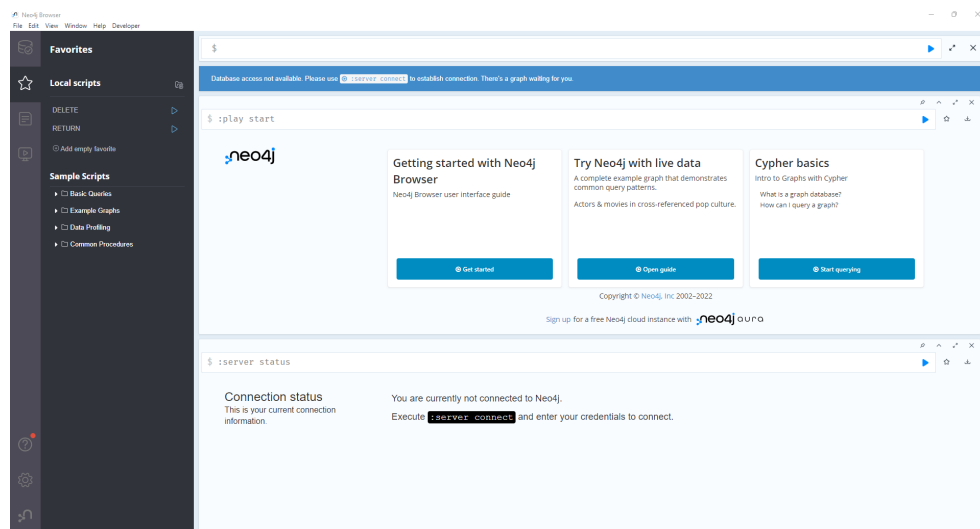 Neo4j Browser
File Edit View Window Help Developer
Favorites
Local scripts
DELETE
RETURN
Add empty favorite
Sample Scripts
Basic Queries
Example Graphs
Data Profiling
Common Procedures
$
Database access not available. Please use :server connect to establish connection. There's a graph waiting for you.
$ :play start
neo4j
Getting started with Neo4j
Browser
Neo4j Browser user interface guide
Get started
Try Neo4j with live data
A complete example graph that demonstrates
common query patterns.
Actors & movies in cross-referenced pop culture.
Open guide
Cypher basics
Intro to Graphs with Cypher
What is a graph database?
How can I query a graph?
Start querying
Copyright © Neo4j, Inc 2002–2022
Sign up for a free Neo4j cloud instance with neo4j aura
$ :server status
Connection status
This is your current connection
information.
You are currently not connected to Neo4j.
Execute :server connect and enter your credentials to connect.